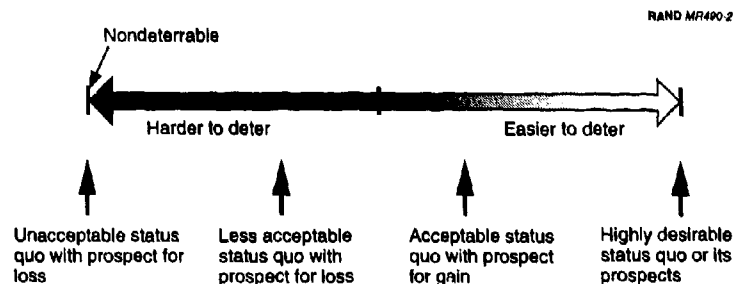 RAND MR490-2
Nondeterrable
Harder to deter
Easier to deter
Unacceptable status
quo with prospect for
loss
Less acceptable
status quo with
prospect for loss
Acceptable status
quo with prospect
for gain
Highly desirable
status quo or its
prospects